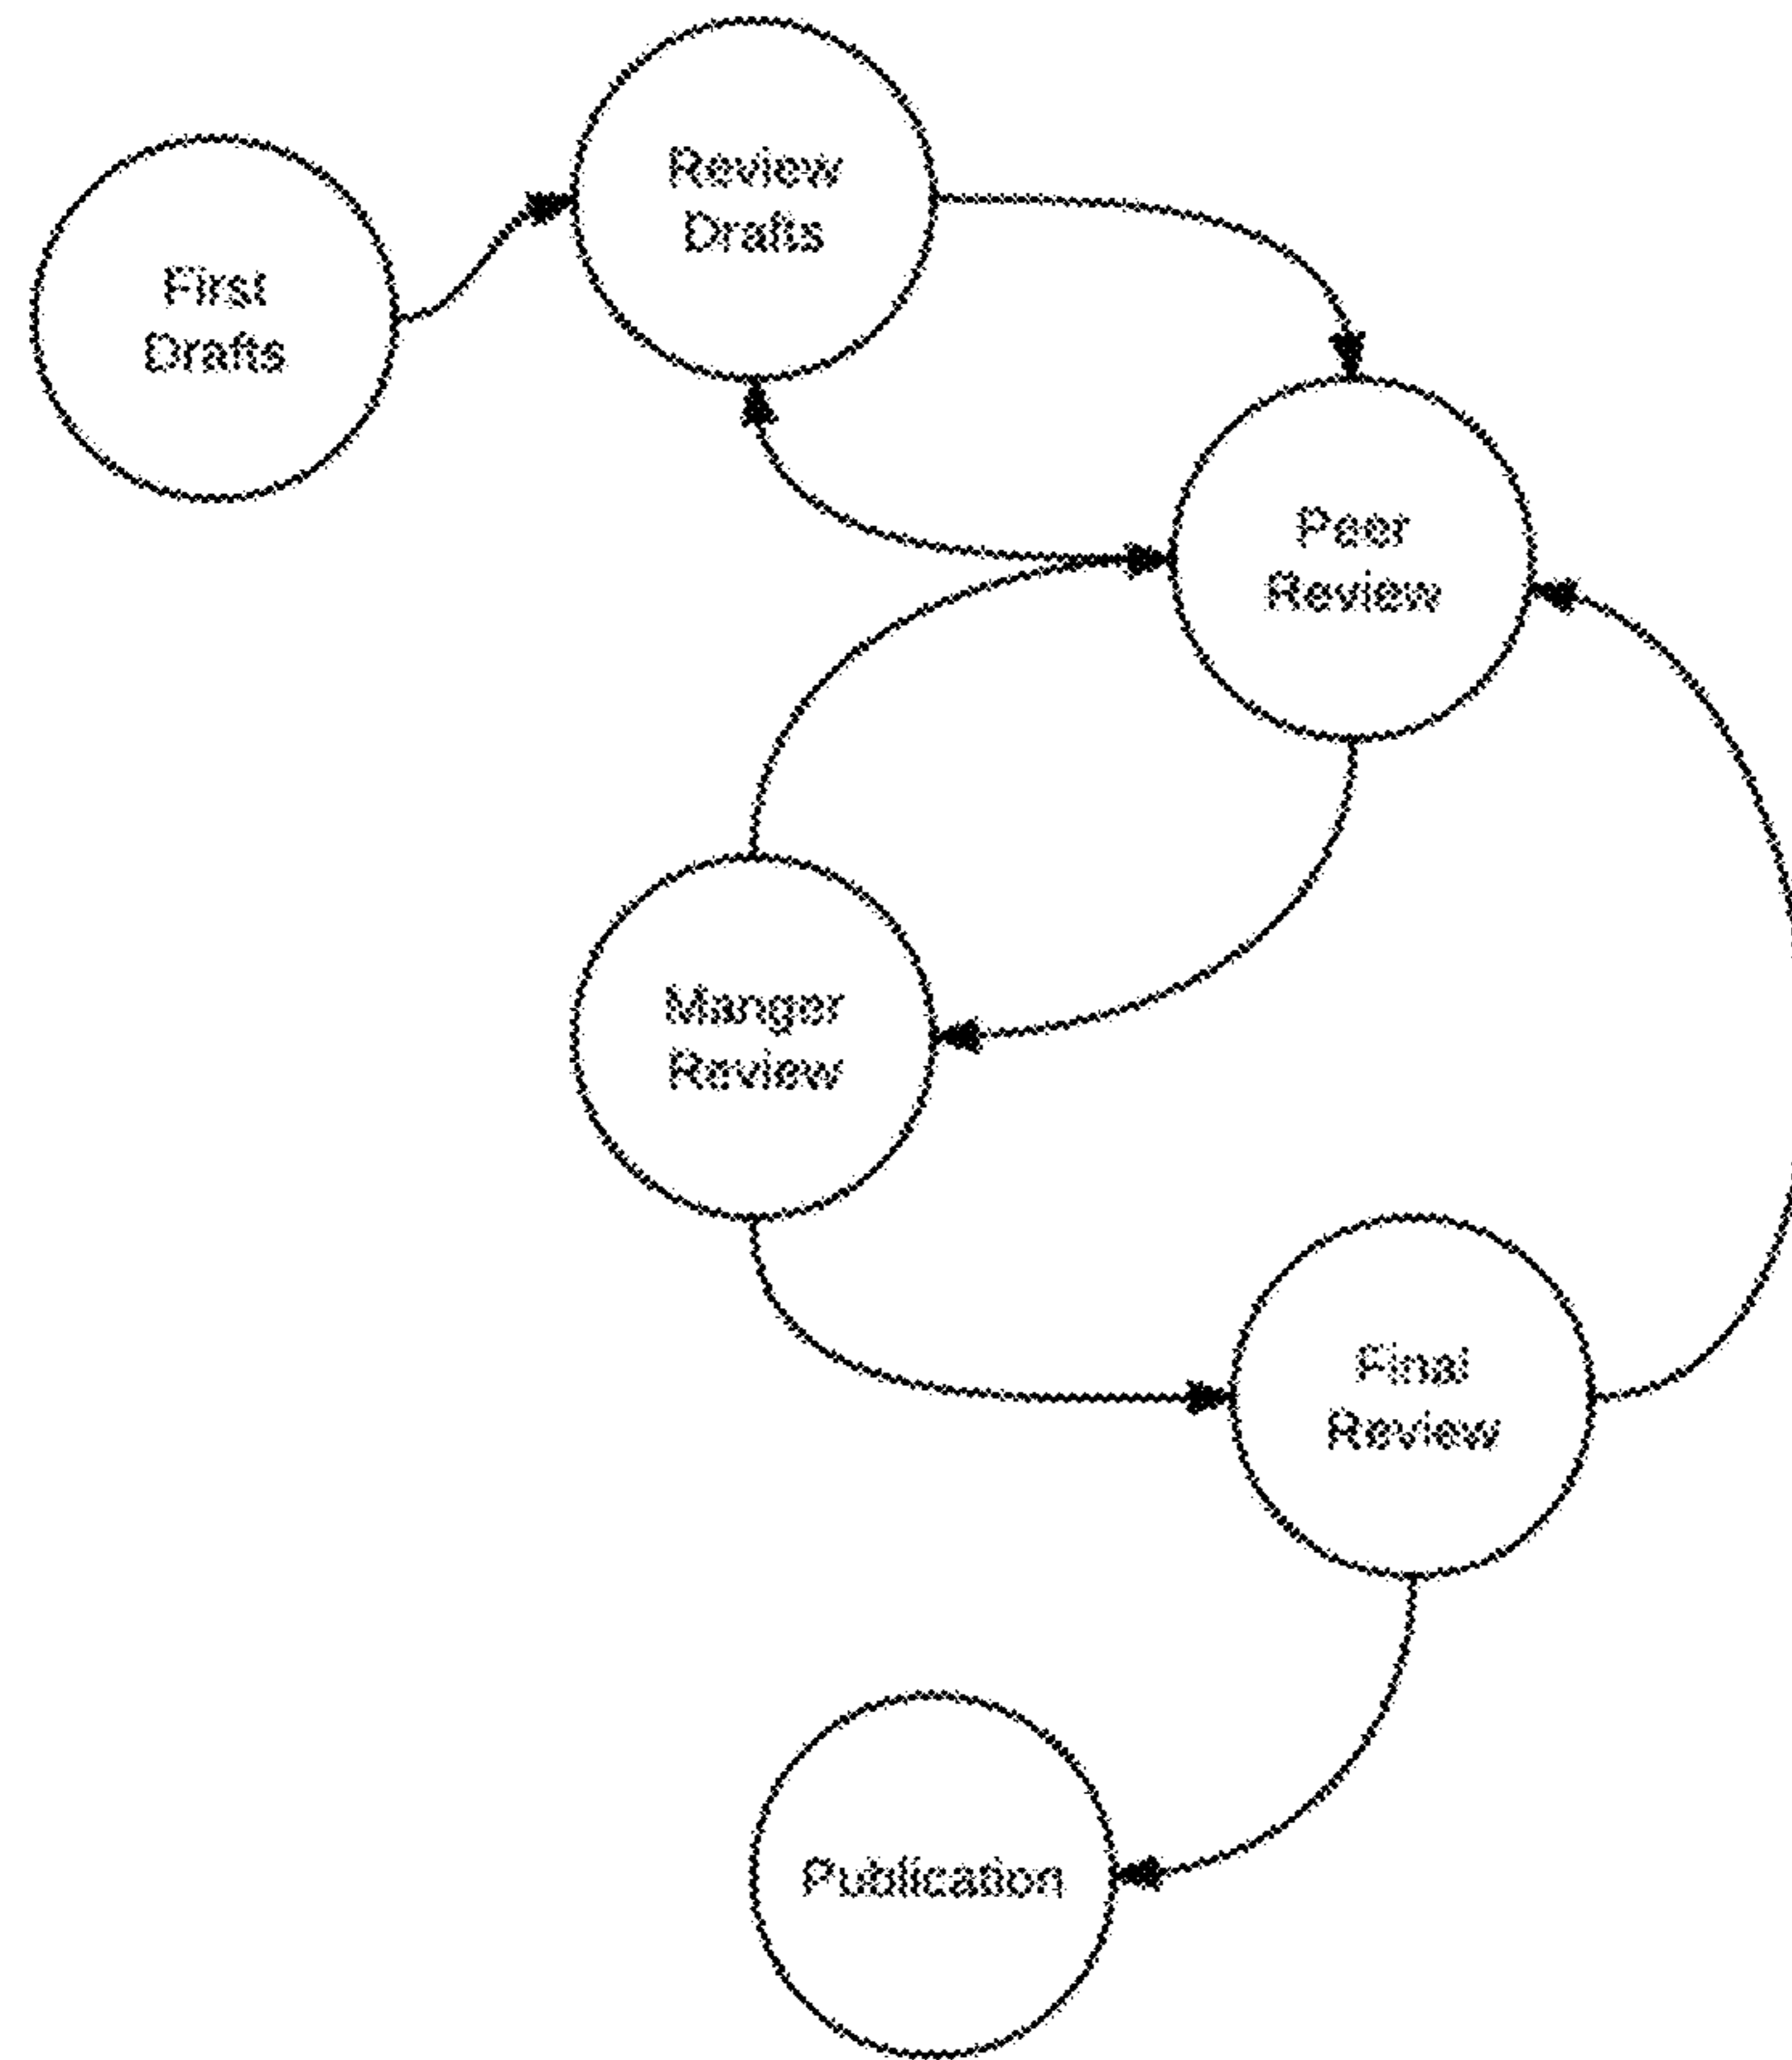 First
Drafts
Review
Drafts
Peer
Review
Manger
Review
Final
Review
Publication